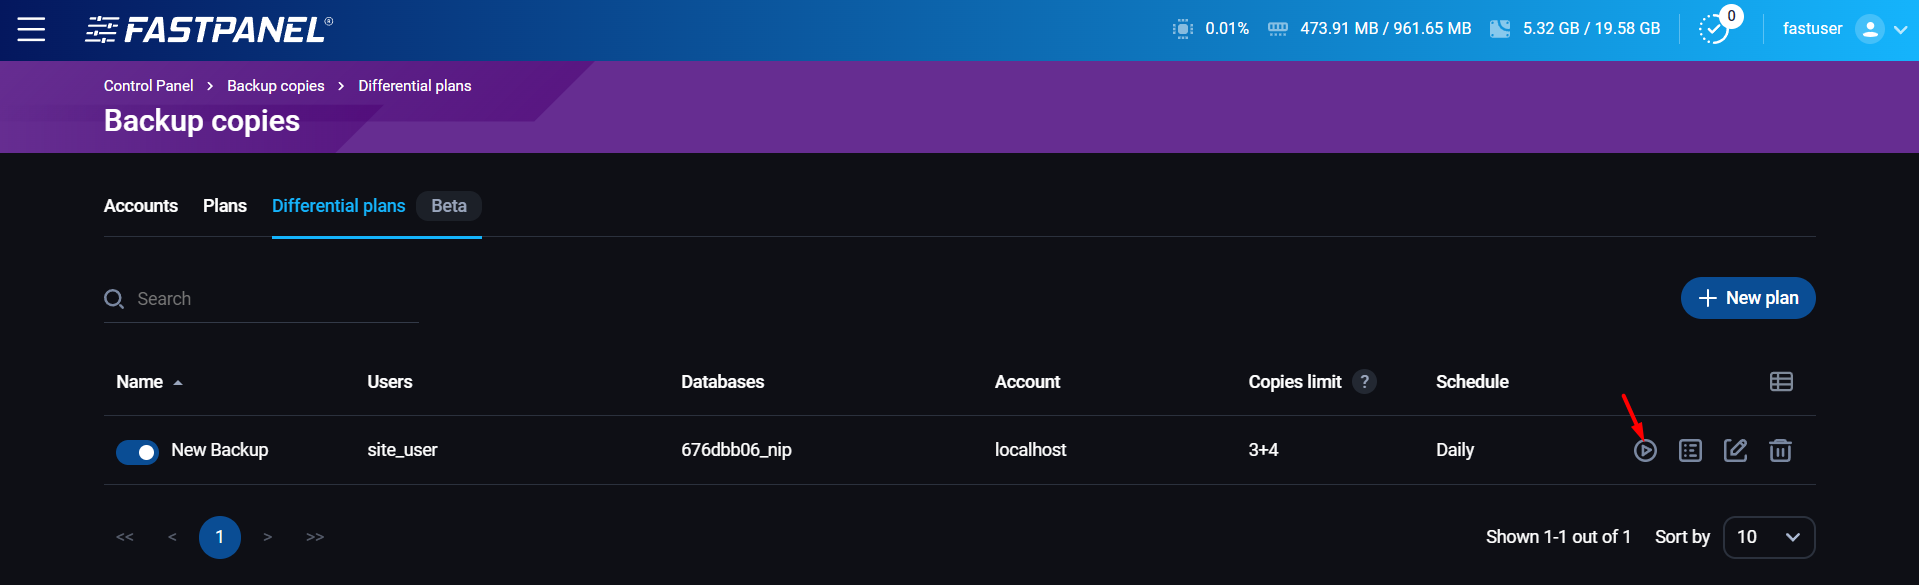 FASTPANEL®
0.01%
473.91 MB / 961.65 MB
5.32 GB / 19.58 GB
0
fastuser
Control Panel > Backup copies > Differential plans
Backup copies
Accounts Plans Differential plans Beta
Search
+ New plan
Name Users Databases Account Copies limit ? Schedule
New Backup site_user 676dbb06_nip localhost 3+4 Daily
<< < 1 > >>
Shown 1-1 out of 1 Sort by 10